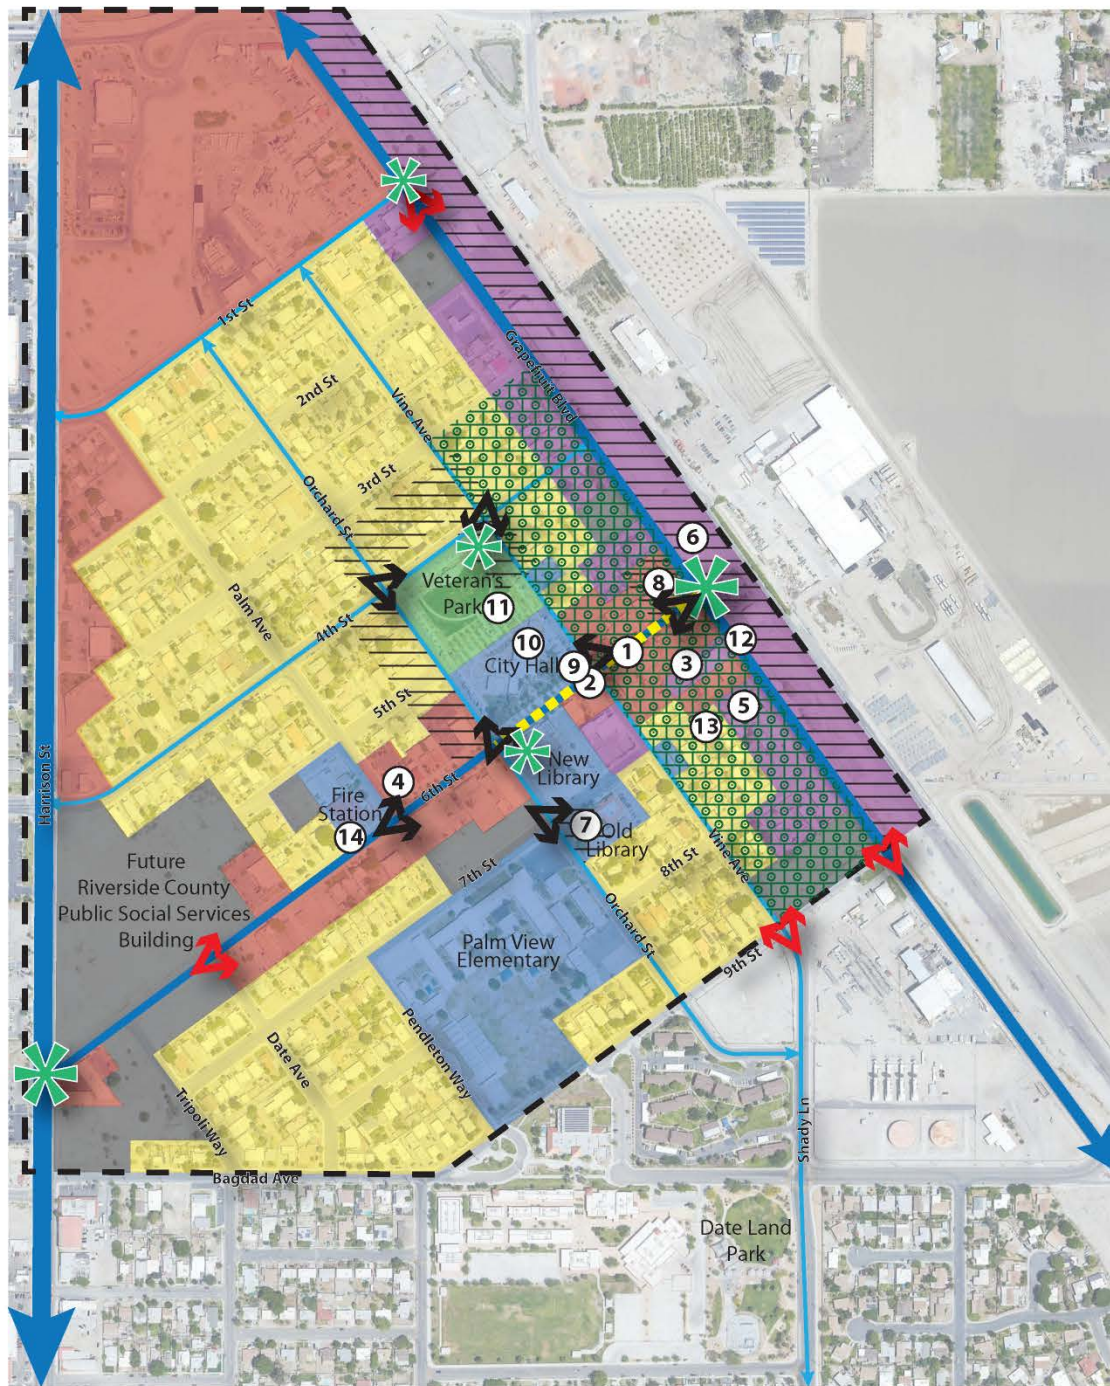 1st St
2nd St
Grapefruit Blvd
Vine Ave
3rd St
Orchard St
6
Veteran's
Park
11
8
Palm Ave
4th St
10
City Hall
9
1
12
2
3
5th St
5
13
Harrison St
New
Library
4
6th St
Fire
Station
14
7
Old
Library
7th St
8th St
Vine Ave
Future
Riverside County
Public Social Services
Building
Orchard St
Palm View
Elementary
9th St
Date Ave
Pendleton Way
Tripoli Way
Shady Ln
Bagdad Ave
Date Land
Park